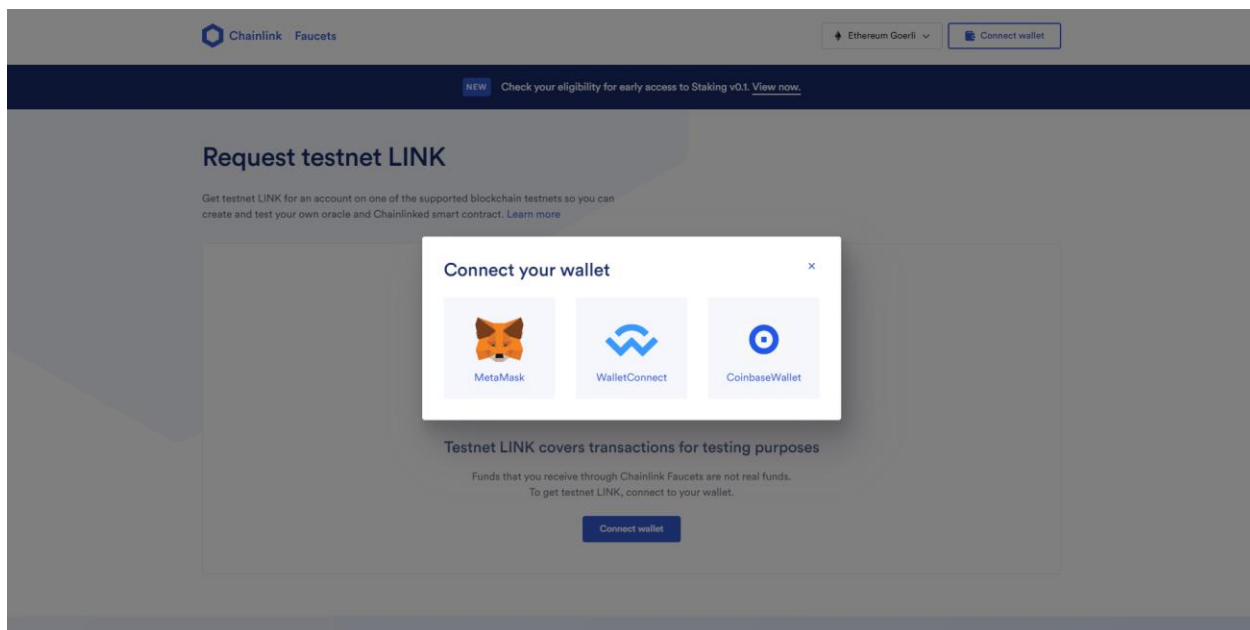 Chainlink Faucets
Ethereum Goerli
Connect wallet
NEW Check your eligibility for early access to Staking v0.1. View now.
Request testnet LINK
Get testnet LINK for an account on one of the supported blockchain testnets so you can
create and test your own oracle and Chainlinked smart contract. Learn more
Connect your wallet
MetaMask
WalletConnect
CoinbaseWallet
Testnet LINK covers transactions for testing purposes
Funds that you receive through Chainlink Faucets are not real funds.
To get testnet LINK, connect to your wallet.
Connect wallet